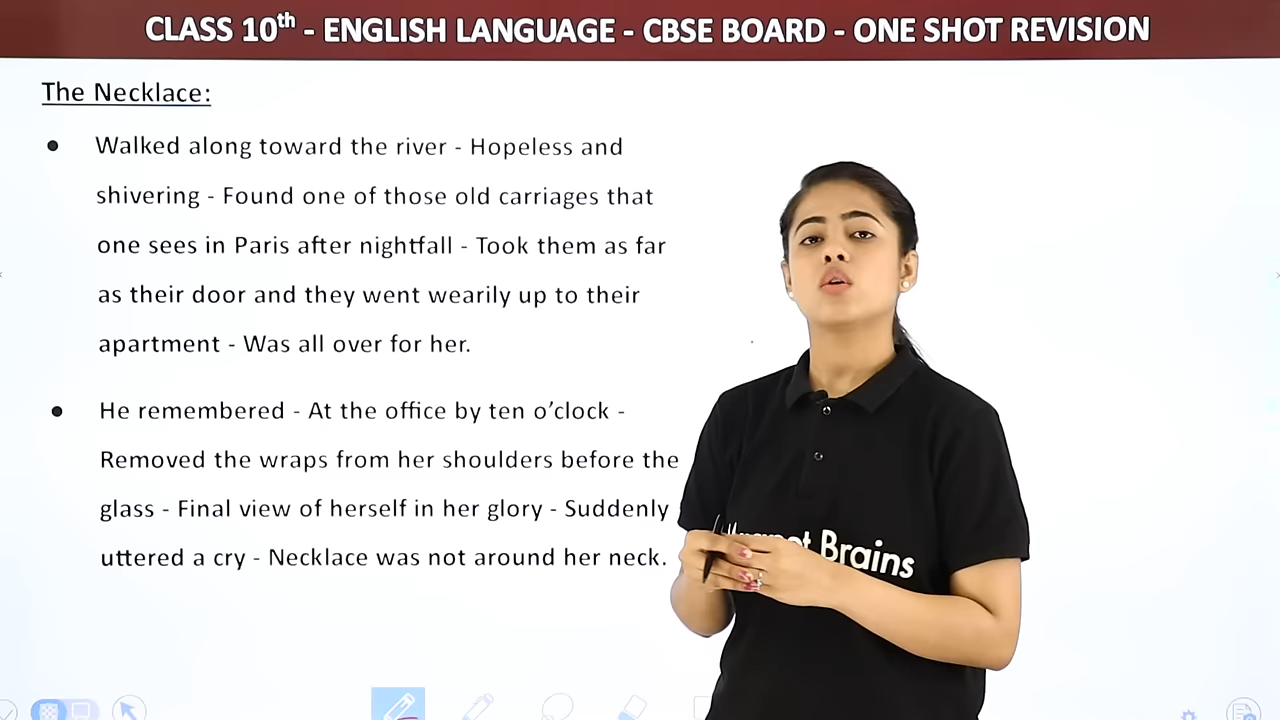 CLASS 10th - ENGLISH LANGUAGE - CBSE BOARD - ONE SHOT REVISION
The Necklace:
● Walked along toward the river - Hopeless and
shivering - Found one of those old carriages that
one sees in Paris after nightfall - Took them as far
as their door and they went wearily up to their
apartment - Was all over for her.
● He remembered - At the office by ten o’clock -
Removed the wraps from her shoulders before the
glass - Final view of herself in her glory - Suddenly
uttered a cry - Necklace was not around her neck.
Brains